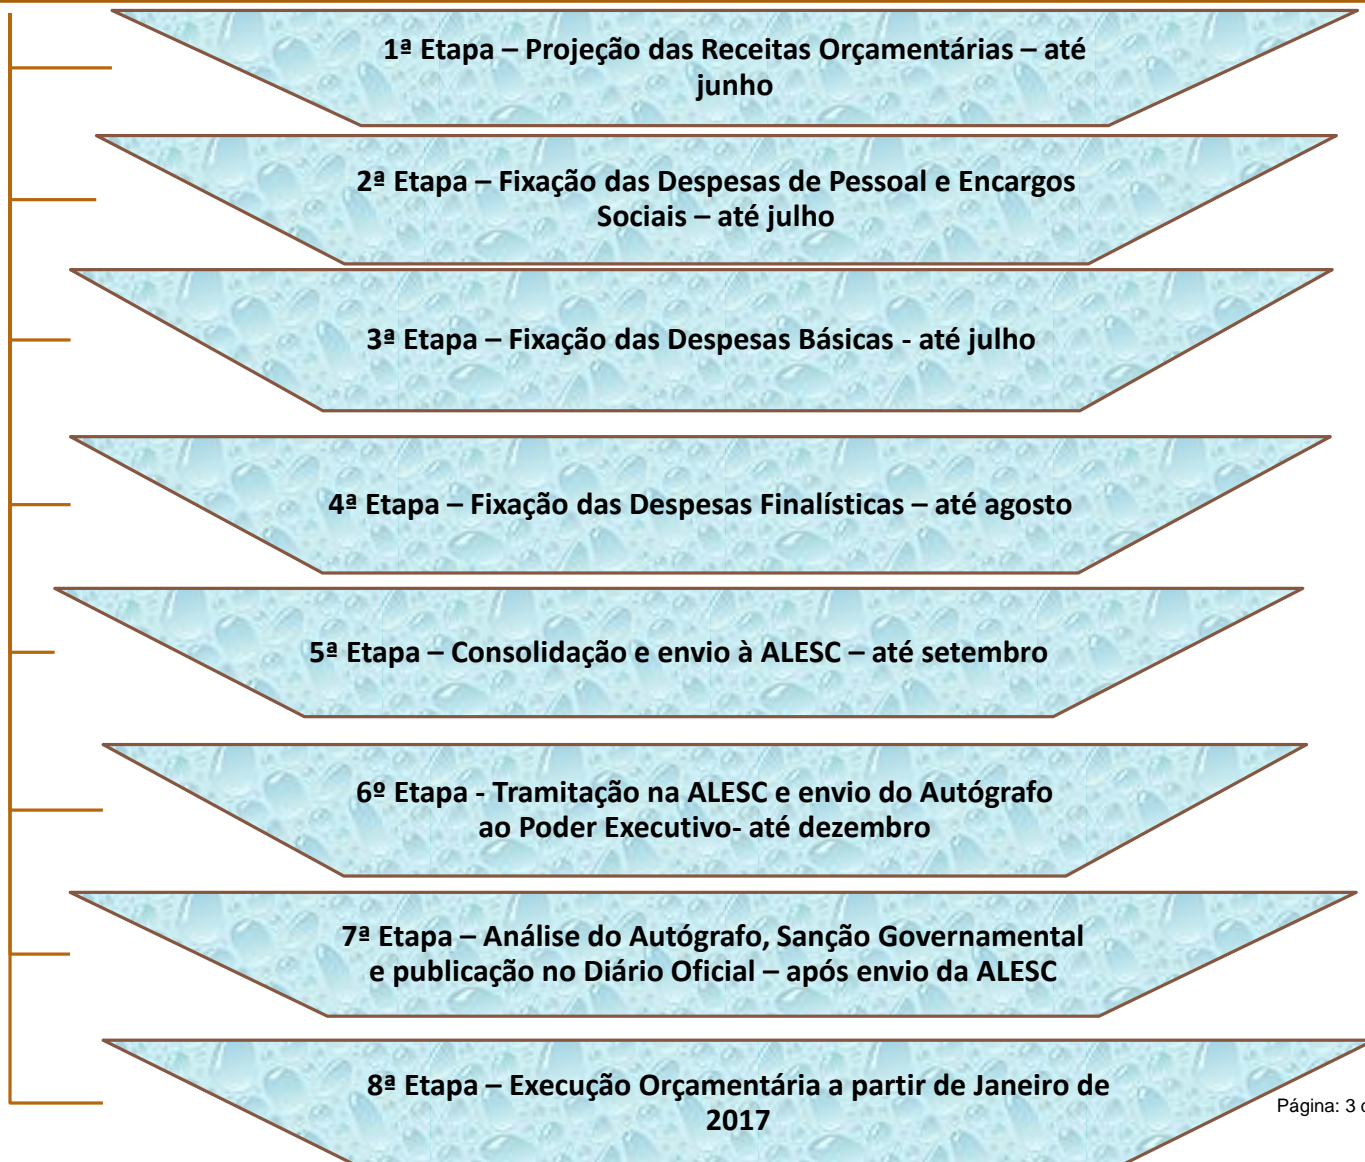 1ª Etapa – Projeção das Receitas Orçamentárias – até
junho
2ª Etapa – Fixação das Despesas de Pessoal e Encargos
Sociais – até julho
3ª Etapa – Fixação das Despesas Básicas - até julho
4ª Etapa – Fixação das Despesas Finalísticas – até agosto
5ª Etapa – Consolidação e envio à ALESC – até setembro
6º Etapa - Tramitação na ALESC e envio do Autógrafo
ao Poder Executivo- até dezembro
7ª Etapa – Análise do Autógrafo, Sanção Governamental
e publicação no Diário Oficial – após envio da ALESC
8ª Etapa – Execução Orçamentária a partir de Janeiro de
2017
Página: 3